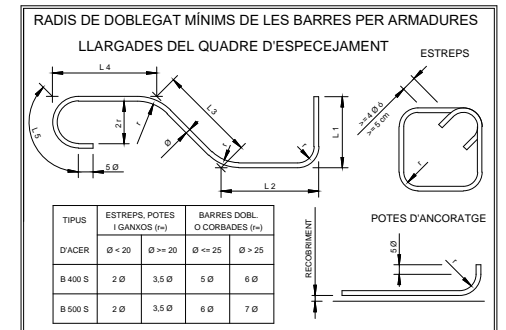 RADIS DE DOBLEGAT MÍNIMS DE LES BARRES PER ARMADURES
LLARGADES DEL QUADRE D'ESPECEJAMENT
ESTREPS
L 4
L 3
L 5
2 r
r
Ø
r
r
L 1
5 Ø
L 2
>=4 Ø 6
>=5 cm
r
TIPUS
D'ACER
ESTREPS, POTES
I GANXOS (r=)
BARRES DOBL.
O CORBADES (r=)
Ø < 20
Ø >= 20
Ø <= 25
Ø > 25
B 400 S
2 Ø
3,5 Ø
5 Ø
6 Ø
B 500 S
2 Ø
3,5 Ø
6 Ø
7 Ø
POTES D'ANCORATGE
RECOBRIMENT
5 Ø
r